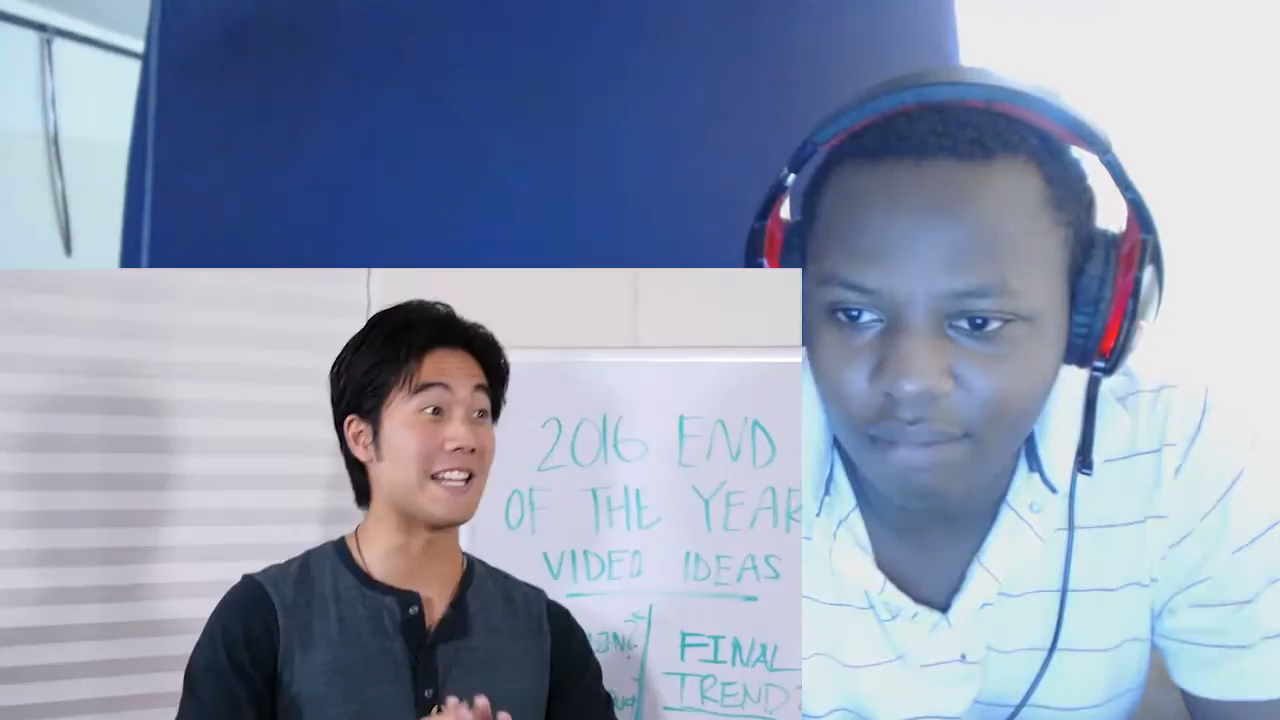 2016 END
OF THE YEAR
VIDEO IDEAS
FINAL
TREND